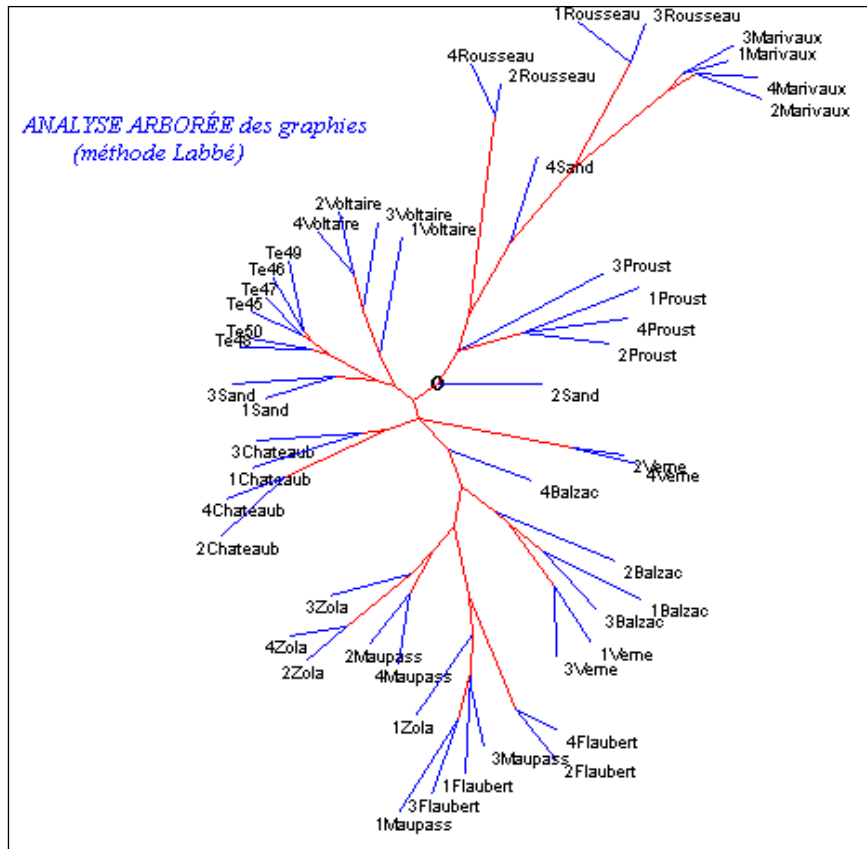 1Rousseau
3Rousseau
3Marivaux
1Marivaux
4Marivaux
2Marivaux
4Rousseau
2Rousseau
ANALYSE ARBORÉE des graphies
(méthode Labbé)
4Sand
2Voltaire
4Voltaire
3Voltaire
1Voltaire
Te49
Te46
Te47
Te45
Te50
Te48
3Proust
1Proust
4Proust
2Proust
3Sand
1Sand
0
2Sand
3Chateaub
1Chateaub
4Chateaub
2Chateaub
2Verne
4Verne
4Balzac
2Balzac
1Balzac
3Balzac
1Verne
3Verne
3Zola
4Zola
2Zola
2Maupass
4Maupass
1Zola
4Flaubert
2Flaubert
3Maupass
1Flaubert
3Flaubert
1Maupass